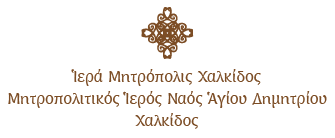 Ἱερά Μητρόπολις Χαλκίδος
Μητροπολιτικός Ἱερός Ναός Ἁγίου Δημητρίου
Χαλκίδος